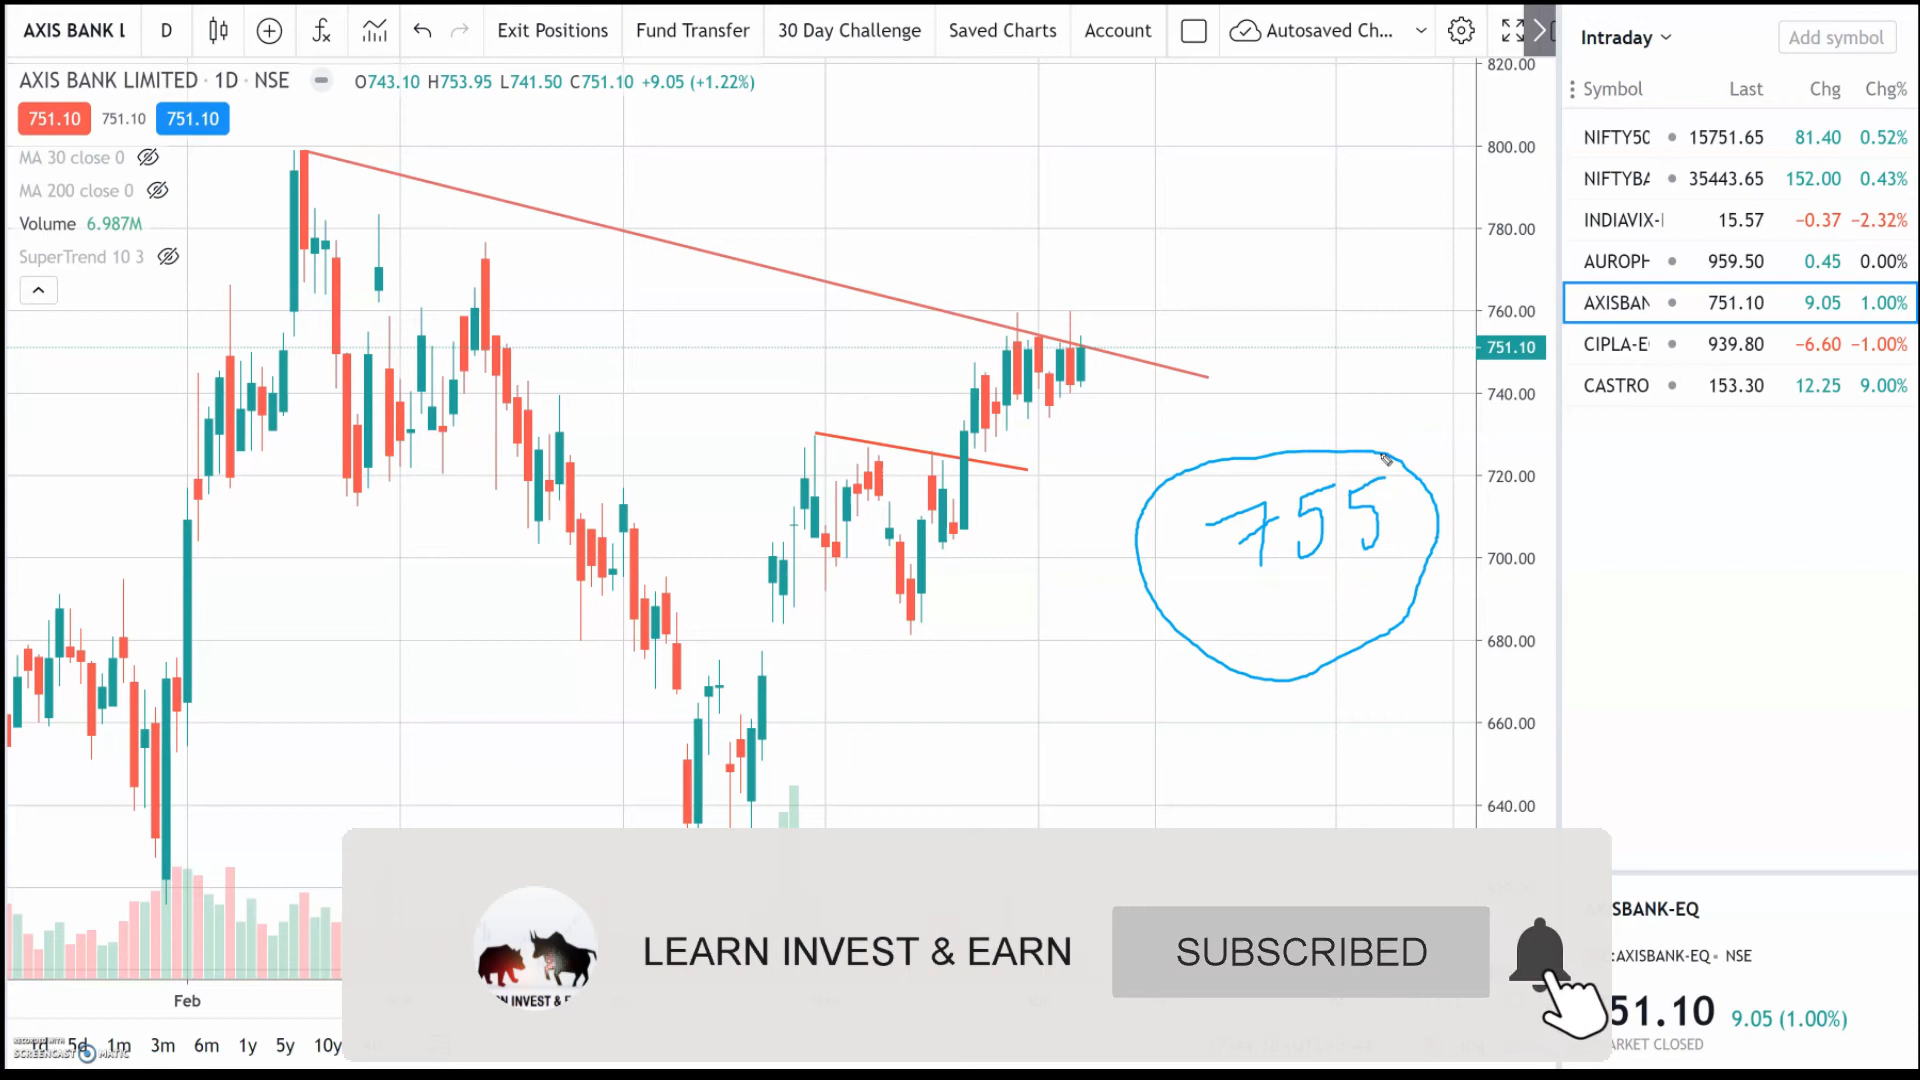 AXIS BANK L D Exit Positions Fund Transfer 30 Day Challenge Saved Charts Account Autosaved Ch...
AXIS BANK LIMITED · 1D · NSE O743.10 H753.95 L741.50 C751.10 +9.05 (+1.22%)
751.10 751.10 751.10
MA 30 close 0
MA 200 close 0
Volume 6.987M
SuperTrend 10 3
820.00
800.00
780.00
760.00
751.10
740.00
720.00
700.00
680.00
660.00
640.00
755
Intraday Add symbol
Symbol Last Chg Chg%
NIFTY50 15751.65 81.40 0.52%
NIFTYBA 35443.65 152.00 0.43%
INDIAVIX-I 15.57 −0.37 −2.32%
AUROPH 959.50 0.45 0.00%
AXISBAN 751.10 9.05 1.00%
CIPLA-E 939.80 −6.60 −1.00%
CASTRO 153.30 12.25 9.00%
LEARN INVEST & EARN SUBSCRIBED
N INVEST & E
SBANK-EQ
:AXISBANK-EQ • NSE
51.10 9.05 (1.00%)
ARKET CLOSED
Feb
5d 1m 3m 6m 1y 5y 10y
RECORDED WITH
SCREENCAST MATIC